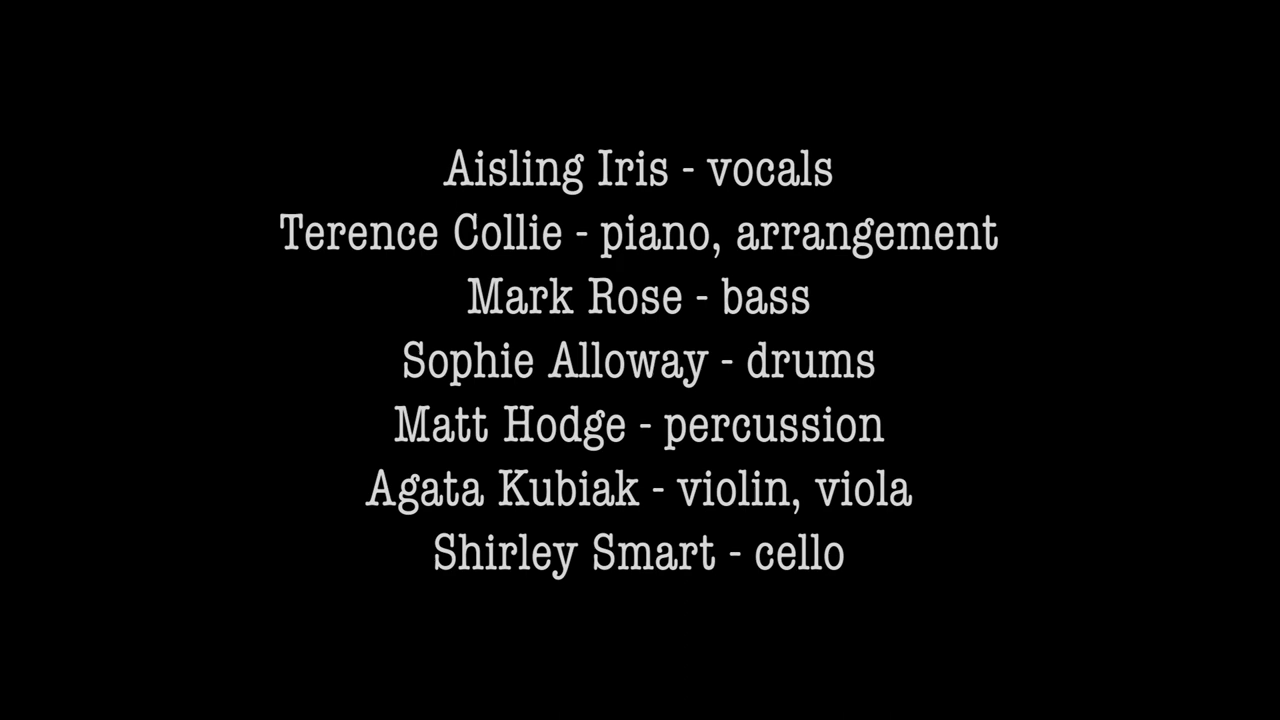 Aisling Iris - vocals
Terence Collie - piano, arrangement
Mark Rose - bass
Sophie Alloway - drums
Matt Hodge - percussion
Agata Kubiak - violin, viola
Shirley Smart - cello